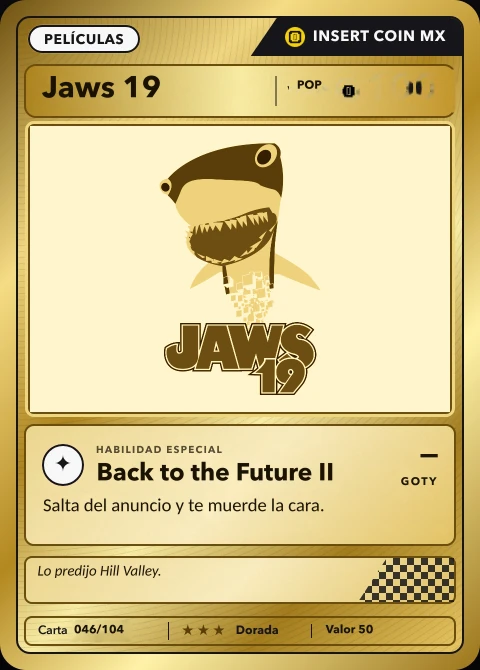 PELÍCULAS
INSERT COIN MX
Jaws 19
POP
JAWS
19
HABILIDAD ESPECIAL
Back to the Future II
—
GOTY
Salta del anuncio y te muerde la cara.
Lo predijo Hill Valley.
Carta 046/104
★★★ Dorada
Valor 50